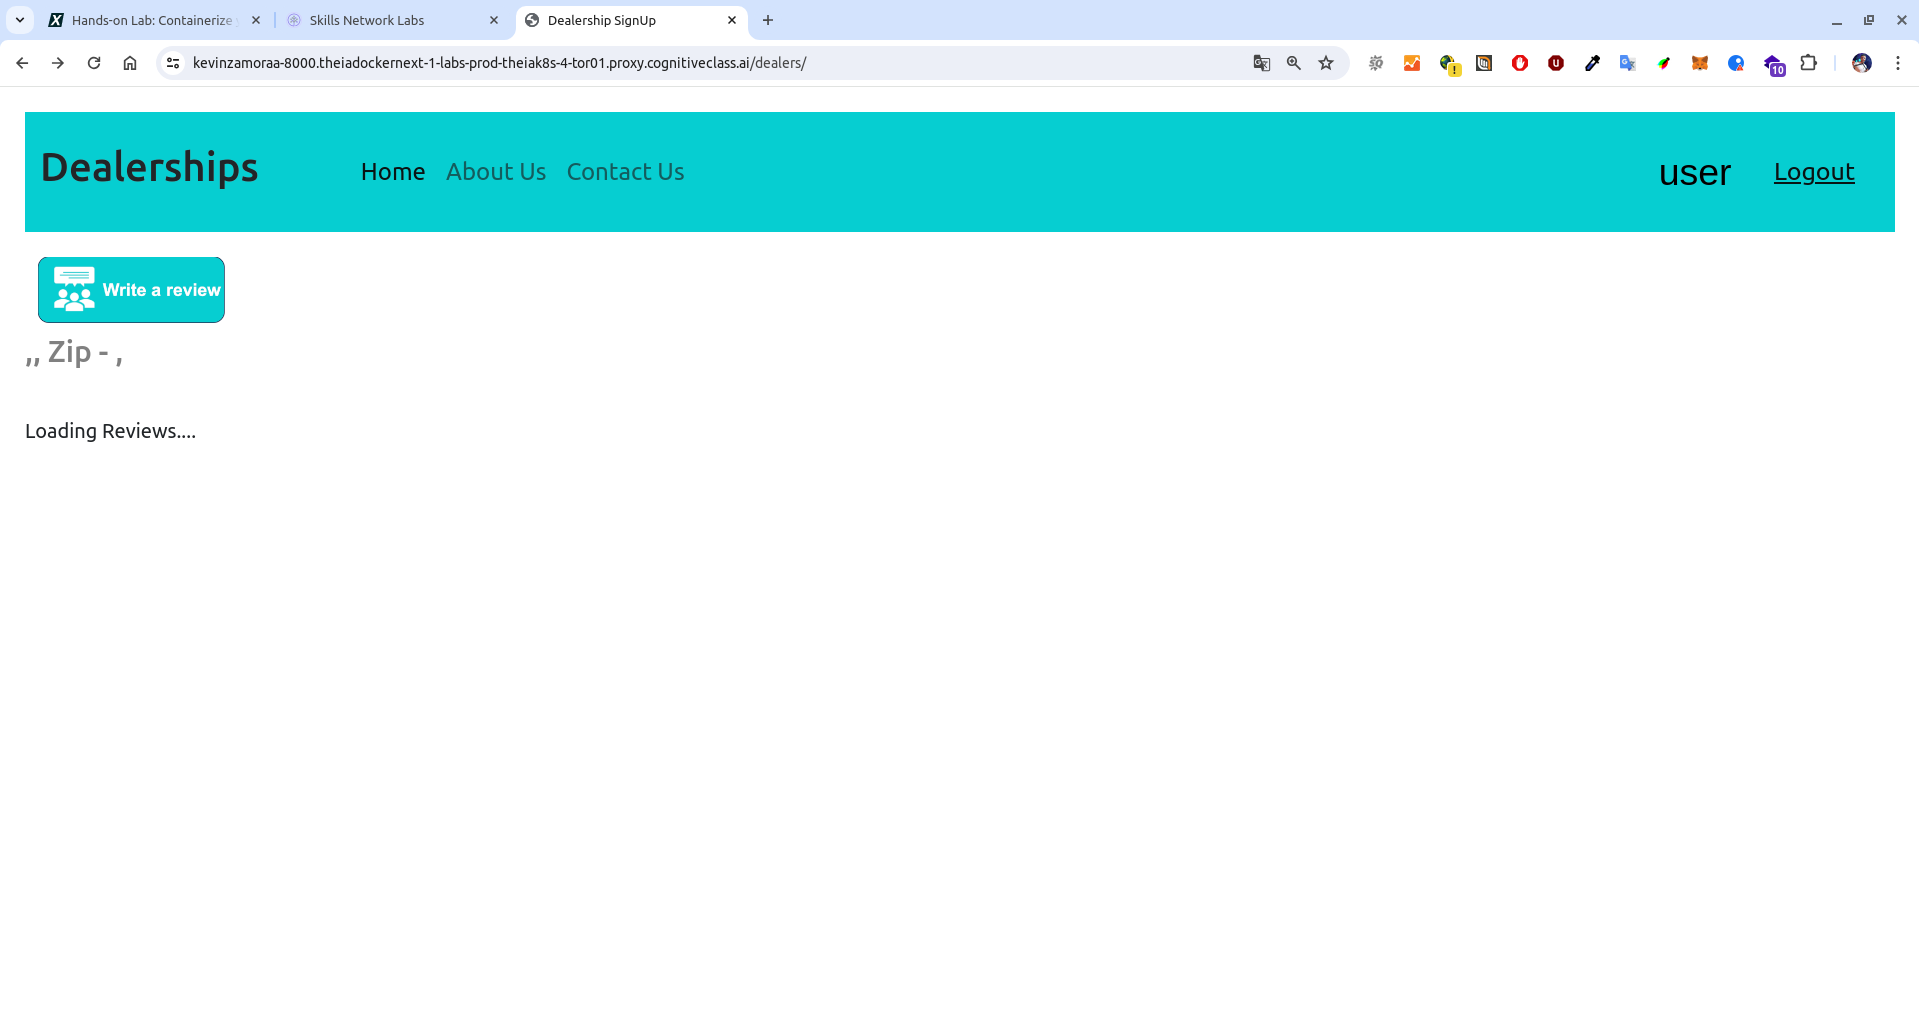 Hands-on Lab: Containerize
Skills Network Labs
Dealership SignUp
kevinzamoraa-8000.theiadockernext-1-labs-prod-theiak8s-4-tor01.proxy.cognitiveclass.ai/dealers/
10
Dealerships
Home
About Us
Contact Us
user
Logout
Write a review
,, Zip - ,
Loading Reviews....